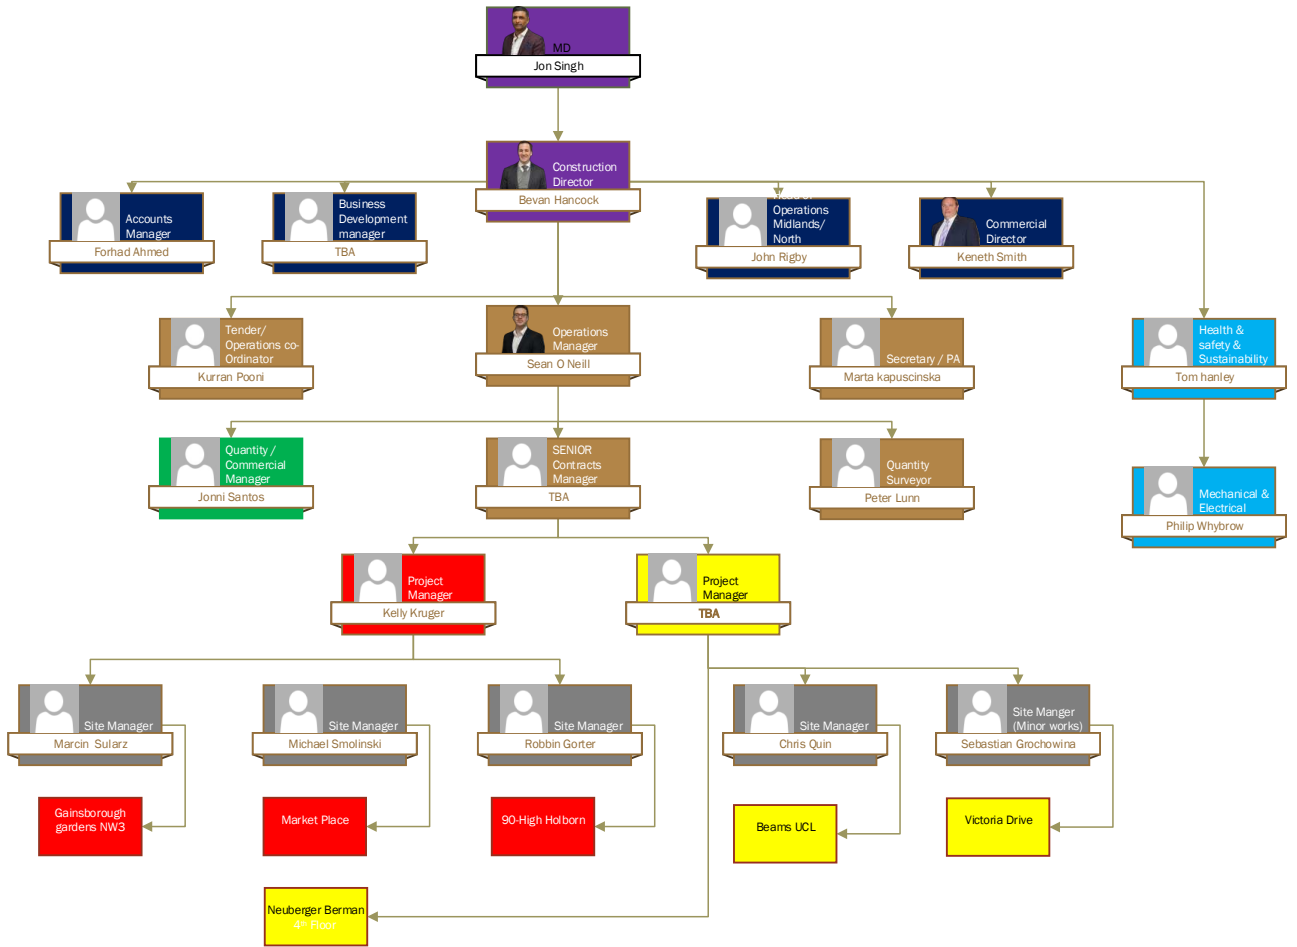 MD
Jon Singh
Construction
Director
Bevan Hancock
Accounts
Manager
Forhad Ahmed
Business
Development
manager
TBA
Head of
Operations
Midlands/
North
John Rigby
Commercial
Director
Keneth Smith
Tender/
Operations co-
Ordinator
Kurran Pooni
Operations
Manager
Sean O Neill
Secretary / PA
Marta kapuscinska
Health &
safety &
Sustainability
Tom hanley
Quantity /
Commercial
Manager
Jonni Santos
SENIOR
Contracts
Manager
TBA
Quantity
Surveyor
Peter Lunn
Mechanical &
Electrical
Philip Whybrow
Project
Manager
Kelly Kruger
Project
Manager
TBA
Site Manager
Marcin Sularz
Site Manager
Michael Smolinski
Site Manager
Robbin Gorter
Site Manager
Chris Quin
Site Manger
(Minor works)
Sebastian Grochowina
Gainsborough
gardens NW3
Market Place
90-High Holborn
Beams UCL
Victoria Drive
Neuberger Berman
4th Floor